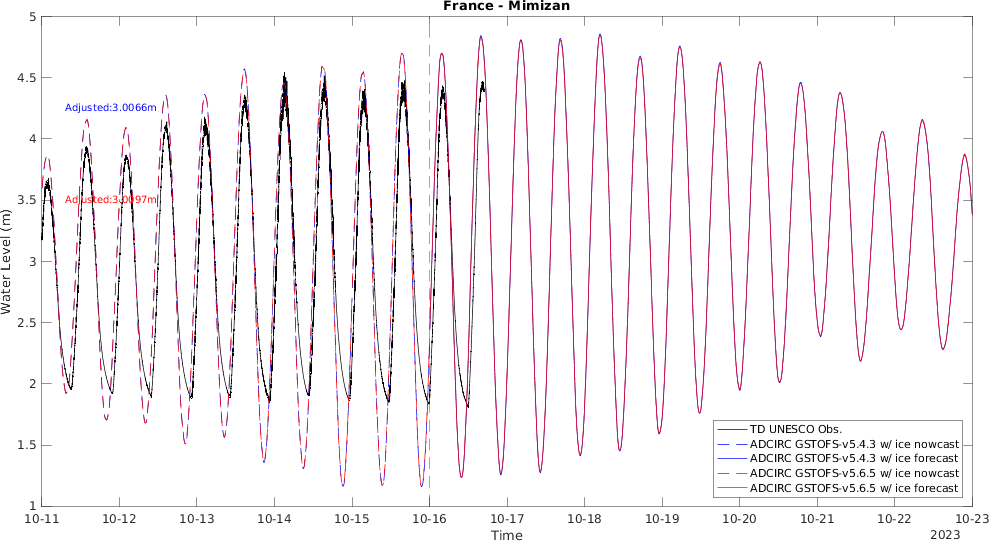 France - Mimizan
5
4.5
4
3.5
3
2.5
2
1.5
1
Water Level (m)
Adjusted:3.0066m
Adjusted:3.0097m
TD UNESCO Obs.
ADCIRC GSTOFS-v5.4.3 w/ ice nowcast
ADCIRC GSTOFS-v5.4.3 w/ ice forecast
ADCIRC GSTOFS-v5.6.5 w/ ice nowcast
ADCIRC GSTOFS-v5.6.5 w/ ice forecast
10-11 10-12 10-13 10-14 10-15 10-16 10-17 10-18 10-19 10-20 10-21 10-22 10-23
Time
2023